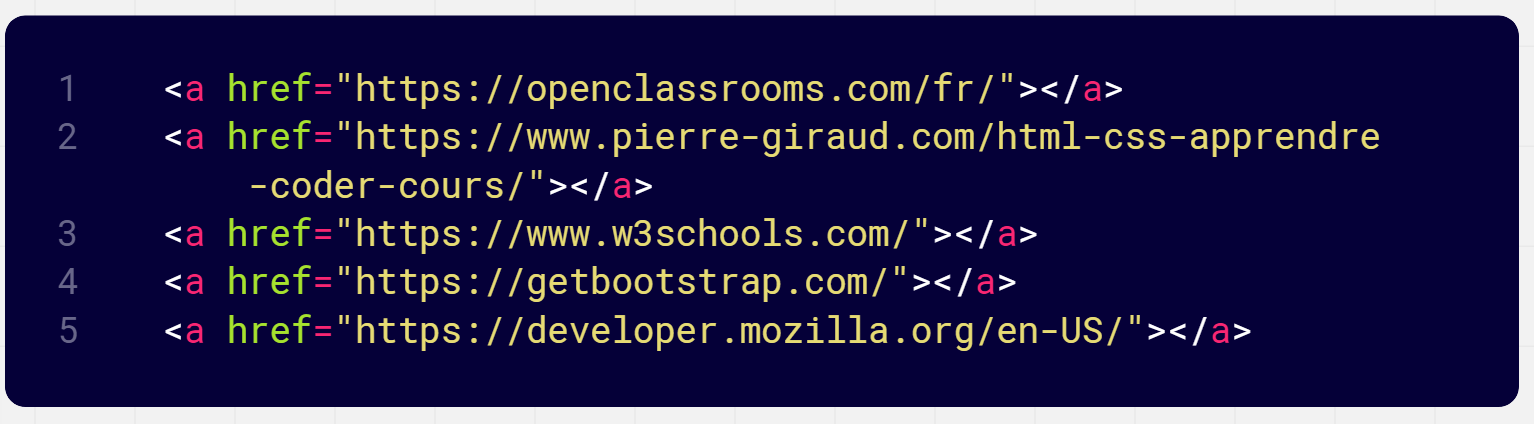 1 <a href="https://openclassrooms.com/fr/"></a>
2 <a href="https://www.pierre-giraud.com/html-css-apprendre
-coder-cours/"></a>
3 <a href="https://www.w3schools.com/"></a>
4 <a href="https://getbootstrap.com/"></a>
5 <a href="https://developer.mozilla.org/en-US/"></a>